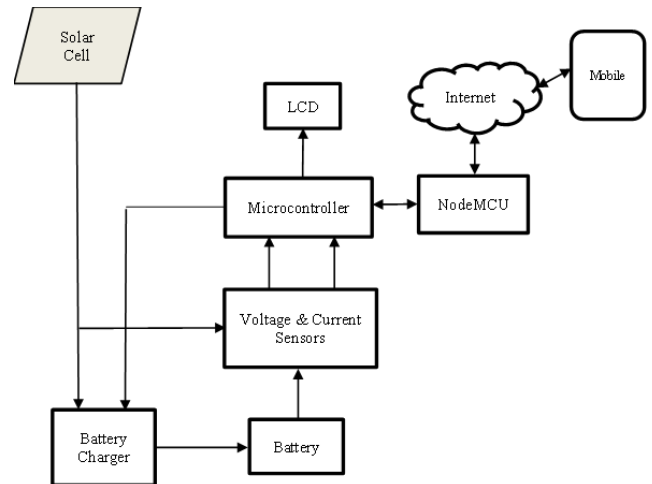 Solar
Cell
Internet
Mobile
LCD
Microcontroller
NodeMCU
Voltage & Current
Sensors
Battery
Charger
Battery